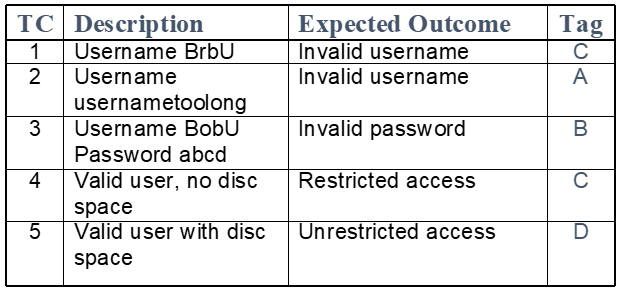 TC Description Expected Outcome Tag
1 Username BrbU Invalid username C
2 Username usernametoolong Invalid username A
3 Username BobU Password abcd Invalid password B
4 Valid user, no disc space Restricted access C
5 Valid user with disc space Unrestricted access D